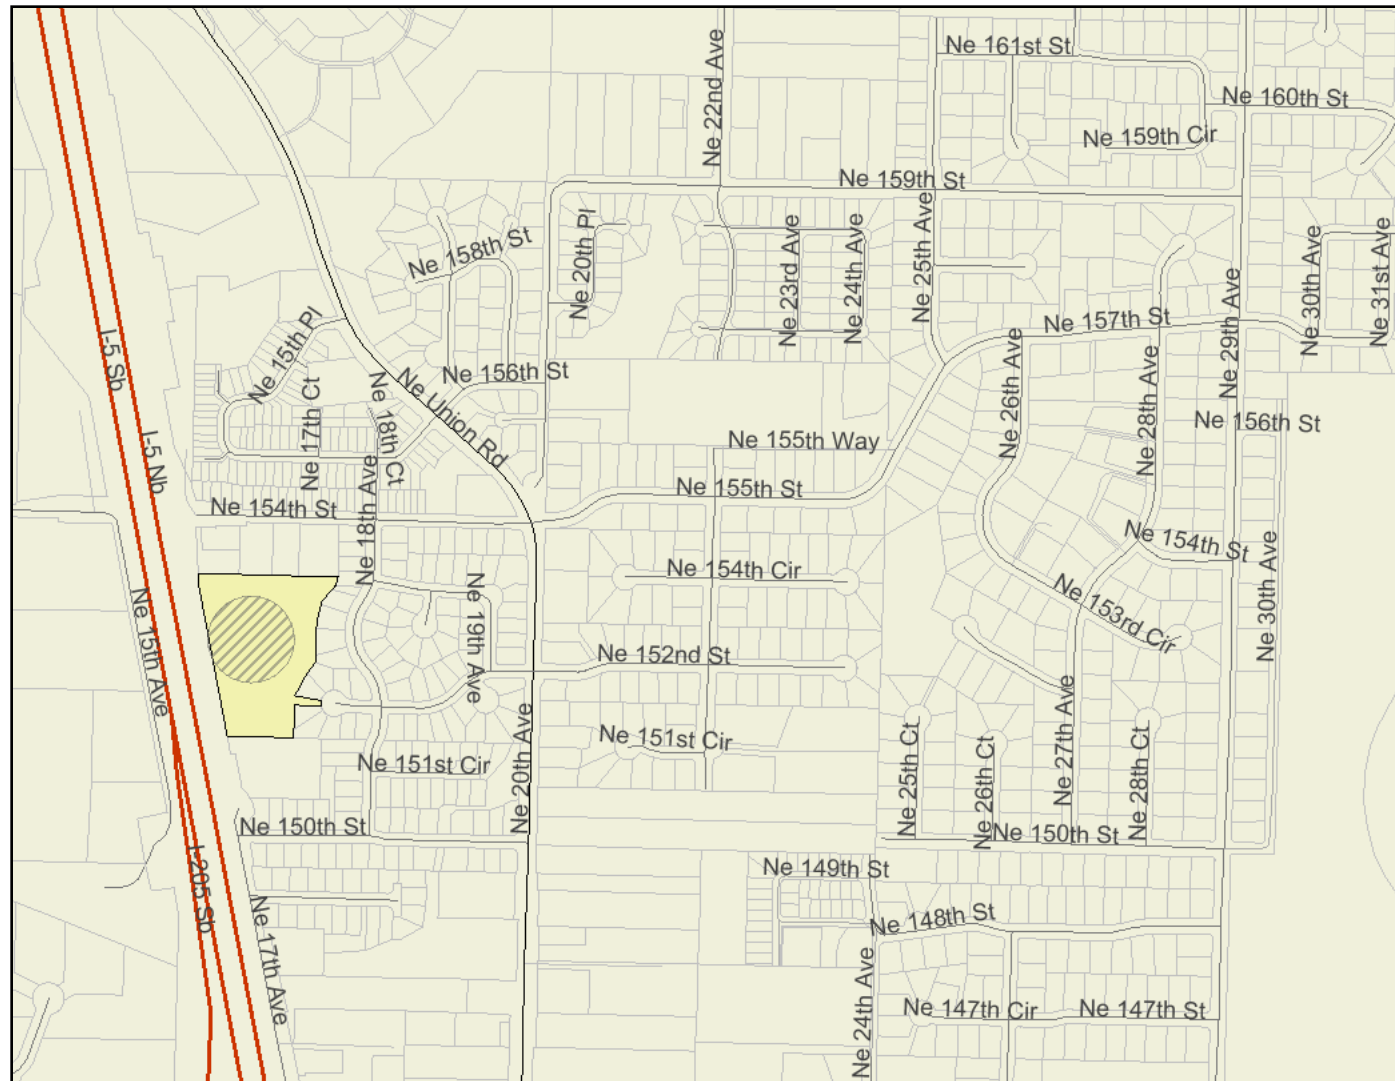 Ne 161st St
Ne 22nd Ave
Ne 160th St
Ne 159th Cir
Ne 159th St
Ne 158th St
Ne 20th Pl
Ne 23rd Ave
Ne 24th Ave
Ne 25th Ave
Ne 30th Ave
Ne 31st Ave
Ne 157th St
Ne 29th Ave
I-5 Sb
Ne 15th Pl
Ne 156th St
Ne 26th Ave
Ne 28th Ave
Ne 17th Ct
Ne 18th Ct
Ne Union Rd
Ne 156th St
I-5 Nb
Ne 155th Way
Ne 155th St
Ne 154th St
Ne 18th Ave
Ne 154th St
Ne 154th Cir
Ne 30th Ave
Ne 15th Ave
Ne 19th Ave
Ne 153rd Cir
Ne 152nd St
Ne 20th Ave
Ne 151st Cir
Ne 151st Cir
Ne 25th Ct
Ne 26th Ct
Ne 27th Ave
Ne 28th Ct
Ne 150th St
Ne 150th St
I-205 Sb
Ne 149th St
Ne 17th Ave
Ne 148th St
Ne 24th Ave
Ne 147th Cir
Ne 147th St